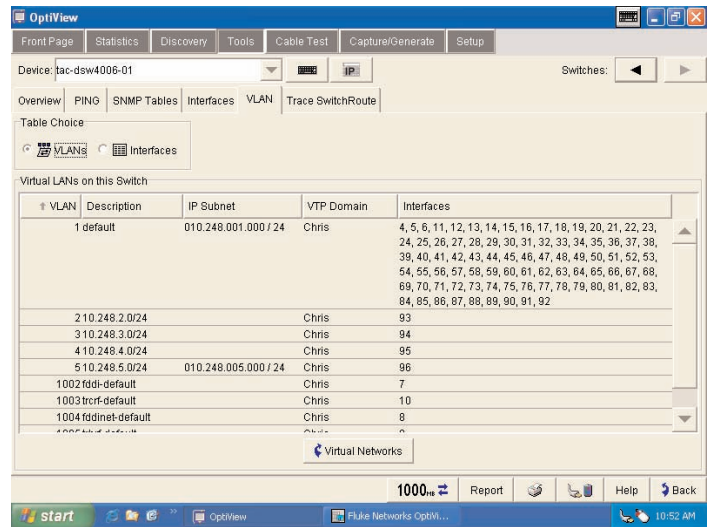 OptiView
Front Page Statistics Discovery Tools Cable Test Capture/Generate Setup
Device: tac-dsw4006-01 IP Switches:
Overview PING SNMP Tables Interfaces VLAN Trace SwitchRoute
Table Choice
VLANs Interfaces
Virtual LANs on this Switch
VLAN Description IP Subnet VTP Domain Interfaces
1 default 010.248.001.000 / 24 Chris 4, 5, 6, 11, 12, 13, 14, 15, 16, 17, 18, 19, 20, 21, 22, 23,
24, 25, 26, 27, 28, 29, 30, 31, 32, 33, 34, 35, 36, 37, 38,
39, 40, 41, 42, 43, 44, 45, 46, 47, 48, 49, 50, 51, 52, 53,
54, 55, 56, 57, 58, 59, 60, 61, 62, 63, 64, 65, 66, 67, 68,
69, 70, 71, 72, 73, 74, 75, 76, 77, 78, 79, 80, 81, 82, 83,
84, 85, 86, 87, 88, 89, 90, 91, 92
2 10.248.2.0/24 Chris 93
3 10.248.3.0/24 Chris 94
4 10.248.4.0/24 Chris 95
5 10.248.5.0/24 010.248.005.000 / 24 Chris 96
1002 fddi-default Chris 7
1003 trcrf-default Chris 10
1004 fddinet-default Chris 8
Virtual Networks
1000 Report Help Back
start OptiView Fluke Networks OptiVi... 10:52 AM